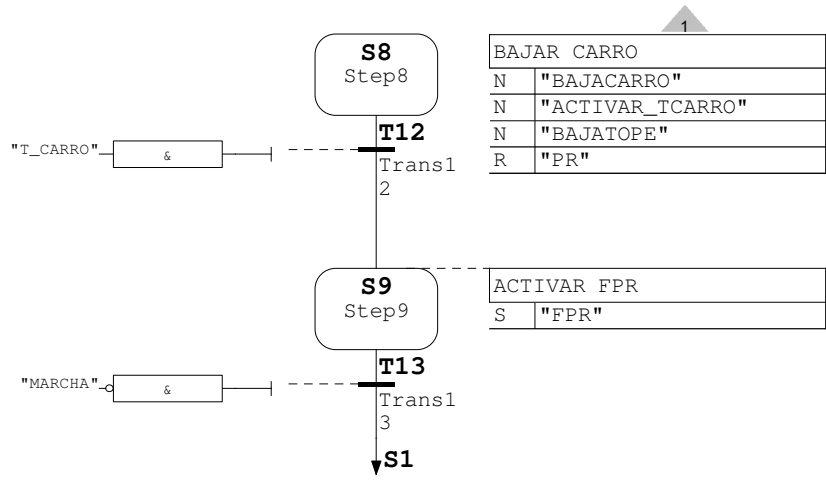 1
S8
Step8
BAJAR CARRO
N "BAJACARRO"
N "ACTIVAR_TCARRO"
N "BAJATOPE"
R "PR"
T12
"T_CARRO"
&
Trans1
2
S9
Step9
ACTIVAR FPR
S "FPR"
T13
"MARCHA"
&
Trans1
3
S1